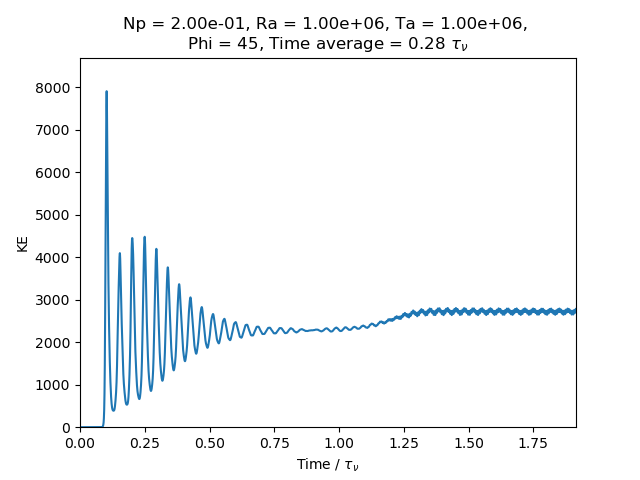 Np = 2.00e-01, Ra = 1.00e+06, Ta = 1.00e+06,
Phi = 45, Time average = 0.28 τν
8000
7000
6000
5000
4000
3000
2000
1000
0
KE
0.00 0.25 0.50 0.75 1.00 1.25 1.50 1.75
Time / τν